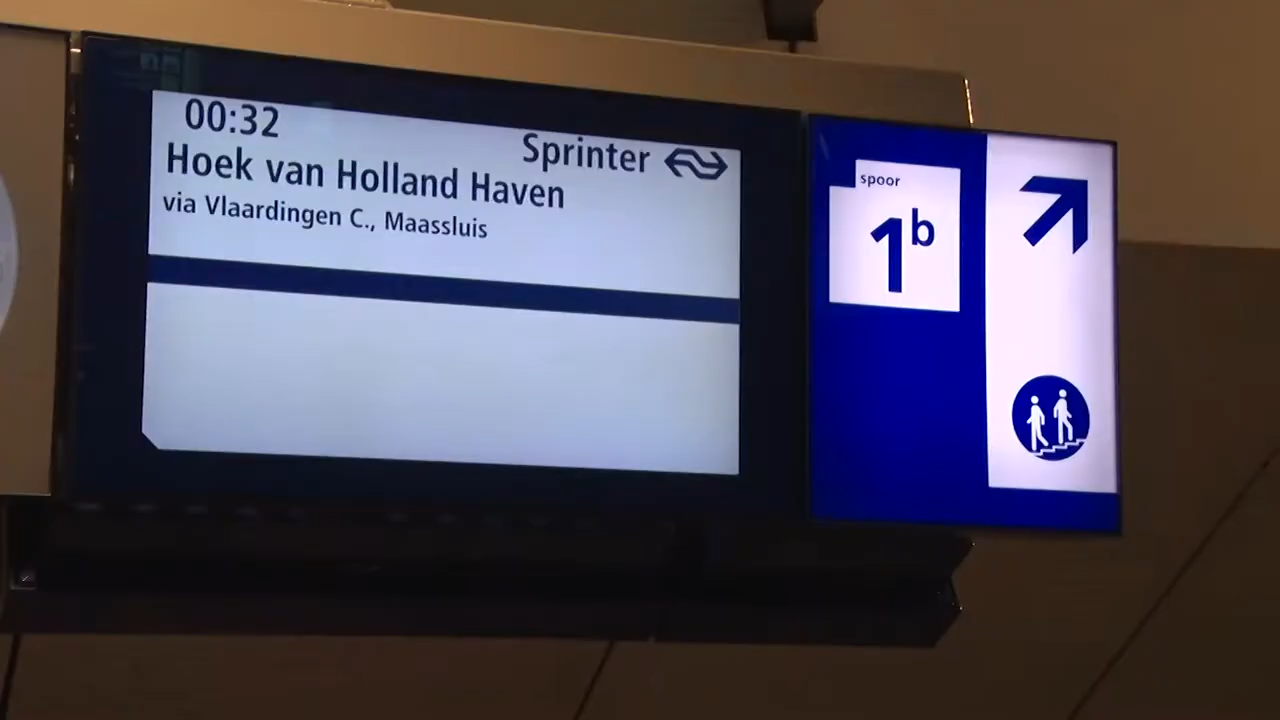 00:32
Sprinter
Hoek van Holland Haven
via Vlaardingen C., Maassluis
spoor
1b